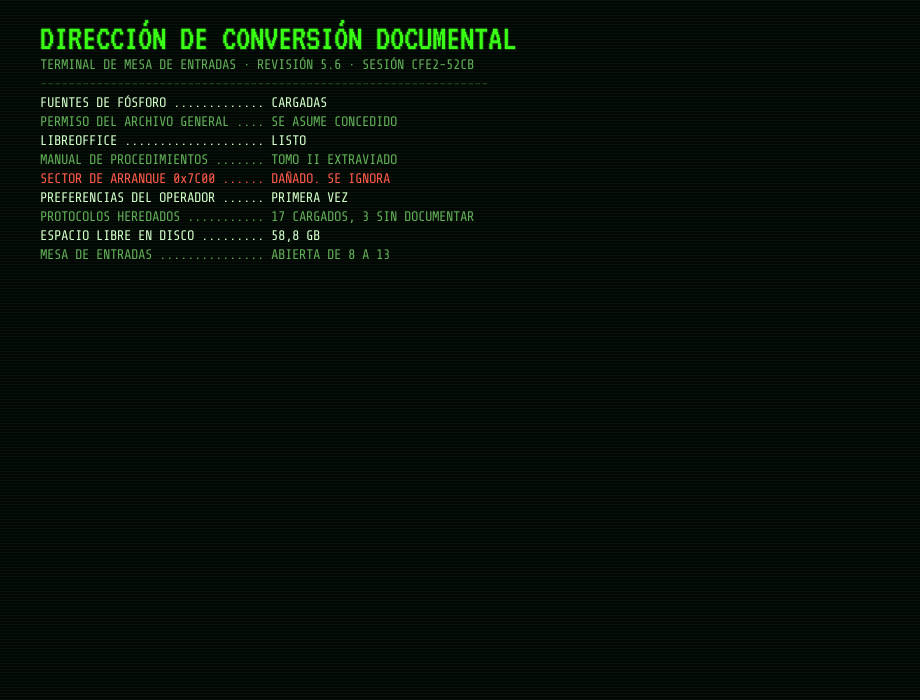 DIRECCIÓN DE CONVERSIÓN DOCUMENTAL
TERMINAL DE MESA DE ENTRADAS · REVISIÓN 5.6 · SESIÓN CFE2-52CB
----------------------------------------------------------------
FUENTES DE FÓSFORO ............. CARGADAS
PERMISO DEL ARCHIVO GENERAL .... SE ASUME CONCEDIDO
LIBREOFFICE .................... LISTO
MANUAL DE PROCEDIMIENTOS ....... TOMO II EXTRAVIADO
SECTOR DE ARRANQUE 0x7C00 ...... DAÑADO. SE IGNORA
PREFERENCIAS DEL OPERADOR ...... PRIMERA VEZ
PROTOCOLOS HEREDADOS ........... 17 CARGADOS, 3 SIN DOCUMENTAR
ESPACIO LIBRE EN DISCO ......... 58,8 GB
MESA DE ENTRADAS ............... ABIERTA DE 8 A 13